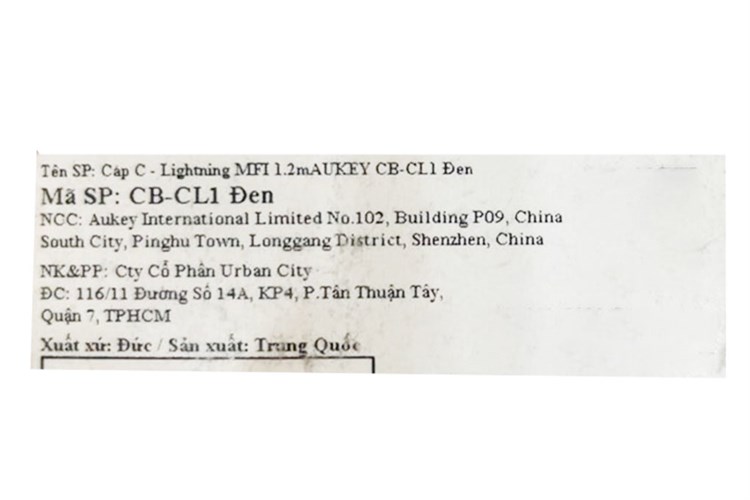 Tên SP: Cáp C - Lightning MFI 1.2mAUKEY CB-CL1 Đen
Mã SP: CB-CL1 Đen
NCC: Aukey International Limited No.102, Building P09, China
South City, Pinghu Town, Longgang District, Shenzhen, China
NK&PP: Cty Cổ Phần Urban City
ĐC: 116/11 Đường Số 14A, KP4, P.Tân Thuận Tây,
Quận 7, TPHCM
Xuất xứ: Đức / Sản xuất: Trung Quốc